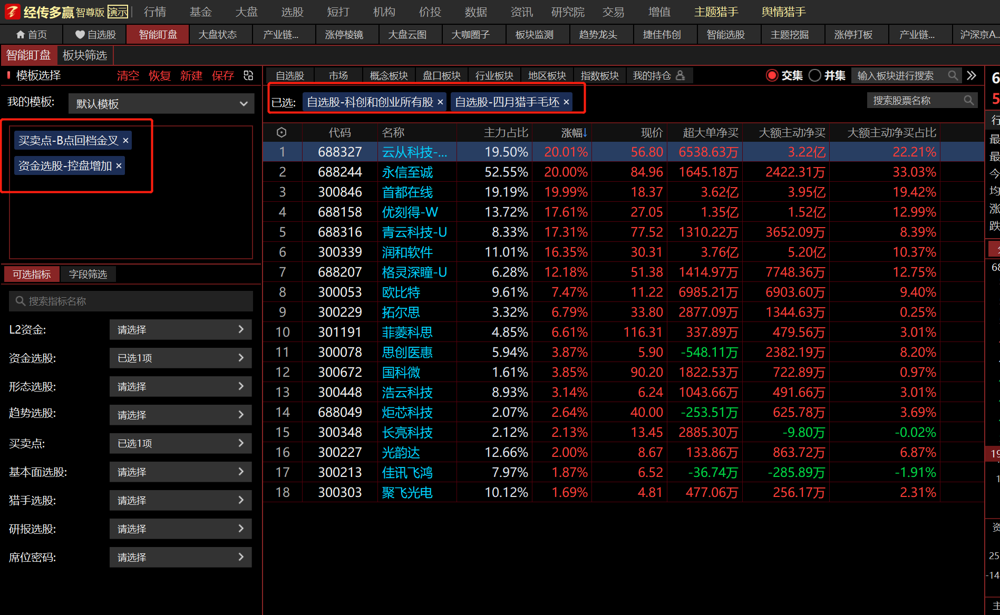 经传多赢 智尊版 演示 行情 基金 大盘 选股 短打 机构 价投 数据 资讯 研究院 交易 增值 主题猎手 舆情猎手
首页 自选股 智能盯盘 大盘状态 产业链... 涨停棱镜 大盘云图 大咖圈子 板块监测 趋势龙头 捷佳伟创 智能选股 主题挖掘 涨停打板 产业链... 沪深京A...
智能盯盘 板块筛选
模板选择 清空 恢复 新建 保存
我的模板: 默认模板
买卖点-B点回档金叉 ×
资金选股-控盘增加 ×
可选指标 字段筛选
搜索指标名称
L2资金: 请选择
资金选股: 已选1项
形态选股: 请选择
趋势选股: 请选择
买卖点: 已选1项
基本面选股: 请选择
猎手选股: 请选择
研报选股: 请选择
席位密码: 请选择
自选股 市场 概念板块 盘口板块 行业板块 地区板块 指数板块 我的持仓 交集 并集 输入板块进行搜索
已选: 自选股-科创和创业所有股 × 自选股-四月猎手毛坯 × 搜索股票名称
代码 名称 主力占比 涨幅↓ 现价 超大单净买 大额主动净买 大额主动净买占比
1 688327 云从科技-... 19.50% 20.01% 56.80 6538.63万 3.22亿 22.21%
2 688244 永信至诚 52.55% 20.00% 84.96 1645.18万 2422.31万 33.03%
3 300846 首都在线 19.19% 19.99% 18.37 3.62亿 3.95亿 19.42%
4 688158 优刻得-W 13.72% 17.61% 27.05 1.35亿 1.52亿 12.99%
5 688316 青云科技-U 8.33% 17.31% 77.52 1310.22万 3652.09万 8.39%
6 300339 润和软件 11.01% 16.35% 30.31 3.76亿 5.20亿 10.37%
7 688207 格灵深瞳-U 6.28% 12.18% 51.38 1414.97万 7748.36万 12.75%
8 300053 欧比特 9.61% 7.47% 11.22 6985.21万 6903.60万 9.40%
9 300229 拓尔思 3.32% 6.79% 33.80 2877.09万 1344.63万 0.25%
10 301191 菲菱科思 4.85% 6.61% 116.31 337.89万 479.56万 3.01%
11 300078 思创医惠 5.94% 3.87% 5.90 -548.11万 2382.19万 8.20%
12 300672 国科微 1.61% 3.85% 90.20 1822.53万 722.89万 0.97%
13 300448 浩云科技 8.93% 3.14% 6.24 1043.66万 491.66万 3.01%
14 688049 炬芯科技 2.07% 2.64% 40.00 -253.51万 625.78万 3.69%
15 300348 长亮科技 2.12% 2.13% 13.45 2885.30万 -9.80万 -0.02%
16 300227 光韵达 12.66% 2.00% 8.67 133.86万 863.72万 6.87%
17 300213 佳讯飞鸿 7.97% 1.87% 6.52 -36.74万 -285.89万 -1.91%
18 300303 聚飞光电 10.12% 1.69% 4.81 477.06万 256.17万 2.31%
6
5
行
最
最
今
均
涨
跌
68
19
1
资
25
-14
主